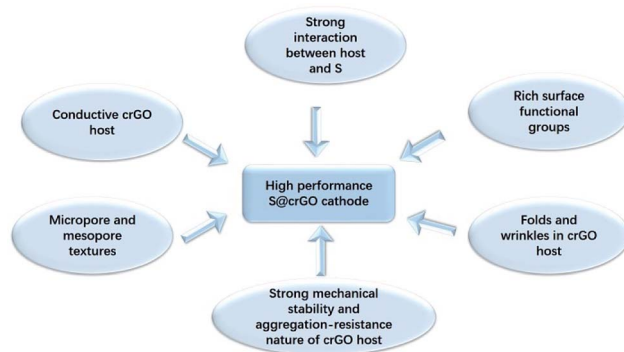 Strong
interaction
between host
and S
Conductive crGO
host
Rich surface
functional
groups
High performance
S@crGO cathode
Micropore and
mesopore
textures
Folds and
wrinkles in crGO
host
Strong mechanical
stability and
aggregation-resistance
nature of crGO host